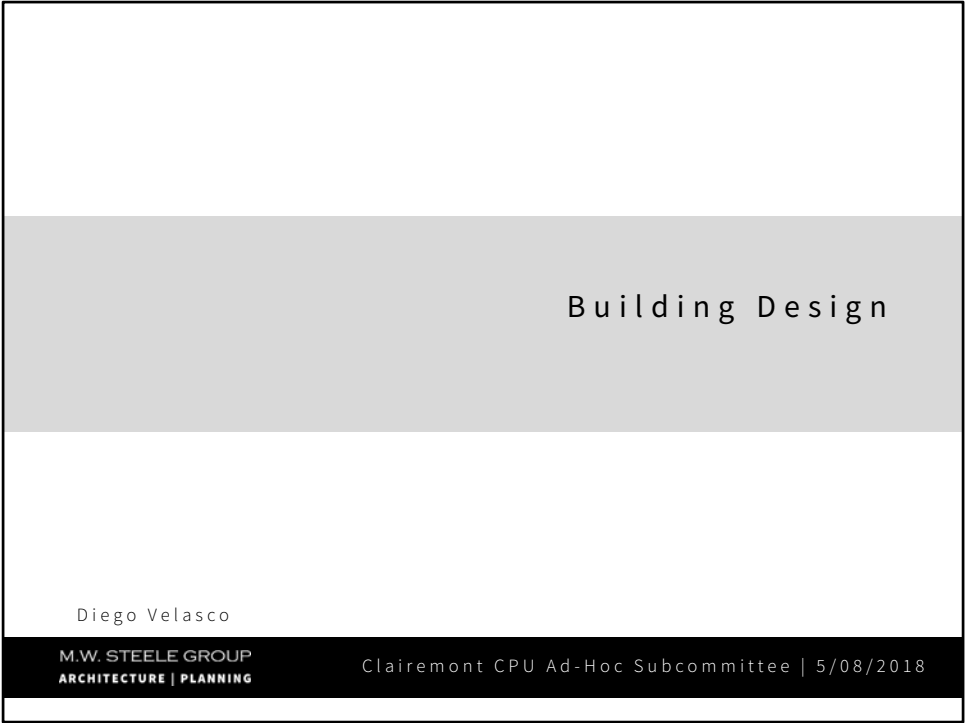 Building Design
Diego Velasco
M.W. STEELE GROUP
ARCHITECTURE | PLANNING
Clairemont CPU Ad-Hoc Subcommittee | 5/08/2018